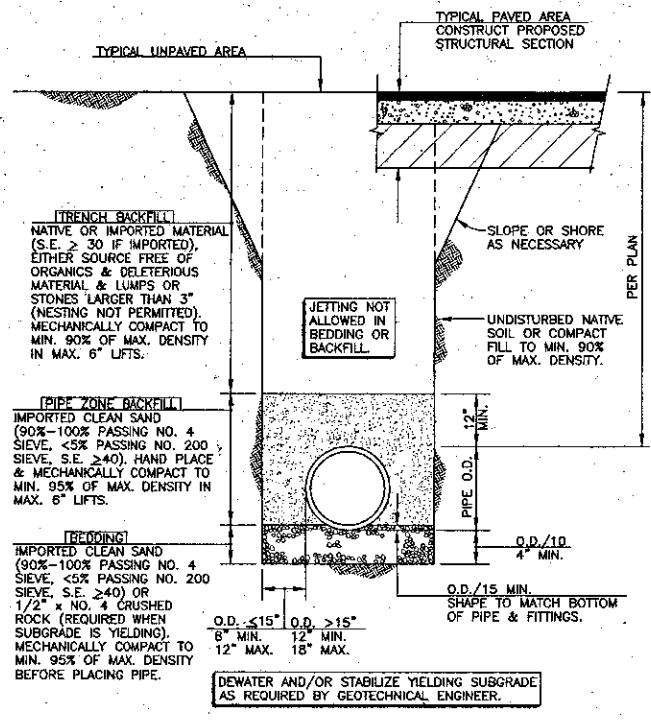 TYPICAL PAVED AREA
CONSTRUCT PROPOSED
STRUCTURAL SECTION
TYPICAL UNPAVED AREA
TRENCH BACKFILL
NATIVE OR IMPORTED MATERIAL
(S.E. ≥ 30 IF IMPORTED),
EITHER SOURCE FREE OF
ORGANICS & DELETERIOUS
MATERIAL & LUMPS OR
STONES LARGER THAN 3"
(NESTING NOT PERMITTED).
MECHANICALLY COMPACT TO
MIN. 90% OF MAX. DENSITY
IN MAX. 6" LIFTS.
SLOPE OR SHORE
AS NECESSARY
PER PLAN
JETTING NOT
ALLOWED IN
BEDDING OR
BACKFILL.
UNDISTURBED NATIVE
SOIL OR COMPACT
FILL TO MIN. 90%
OF MAX. DENSITY.
PIPE ZONE BACKFILL
IMPORTED CLEAN SAND
(90%-100% PASSING NO. 4
SIEVE, <5% PASSING NO. 200
SIEVE, S.E. ≥40), HAND PLACE
& MECHANICALLY COMPACT TO
MIN. 95% OF MAX. DENSITY IN
MAX. 6" LIFTS.
12"
MIN.
PIPE O.D.
BEDDING
IMPORTED CLEAN SAND
(90%-100% PASSING NO. 4
SIEVE, <5% PASSING NO. 200
SIEVE, S.E. ≥40) OR
1/2" x NO. 4 CRUSHED
ROCK (REQUIRED WHEN
SUBGRADE IS YIELDING).
MECHANICALLY COMPACT TO
MIN. 95% OF MAX. DENSITY
BEFORE PLACING PIPE.
O.D./10
4" MIN.
O.D./15 MIN.
SHAPE TO MATCH BOTTOM
OF PIPE & FITTINGS.
O.D. ≤15" O.D. >15"
8" MIN. 12" MIN.
12" MAX. 18" MAX.
DEWATER AND/OR STABILIZE YIELDING SUBGRADE
AS REQUIRED BY GEOTECHNICAL ENGINEER.